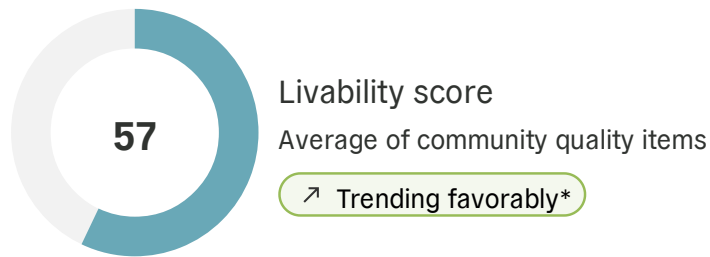 57
Livability score
Average of community quality items
↗ Trending favorably*